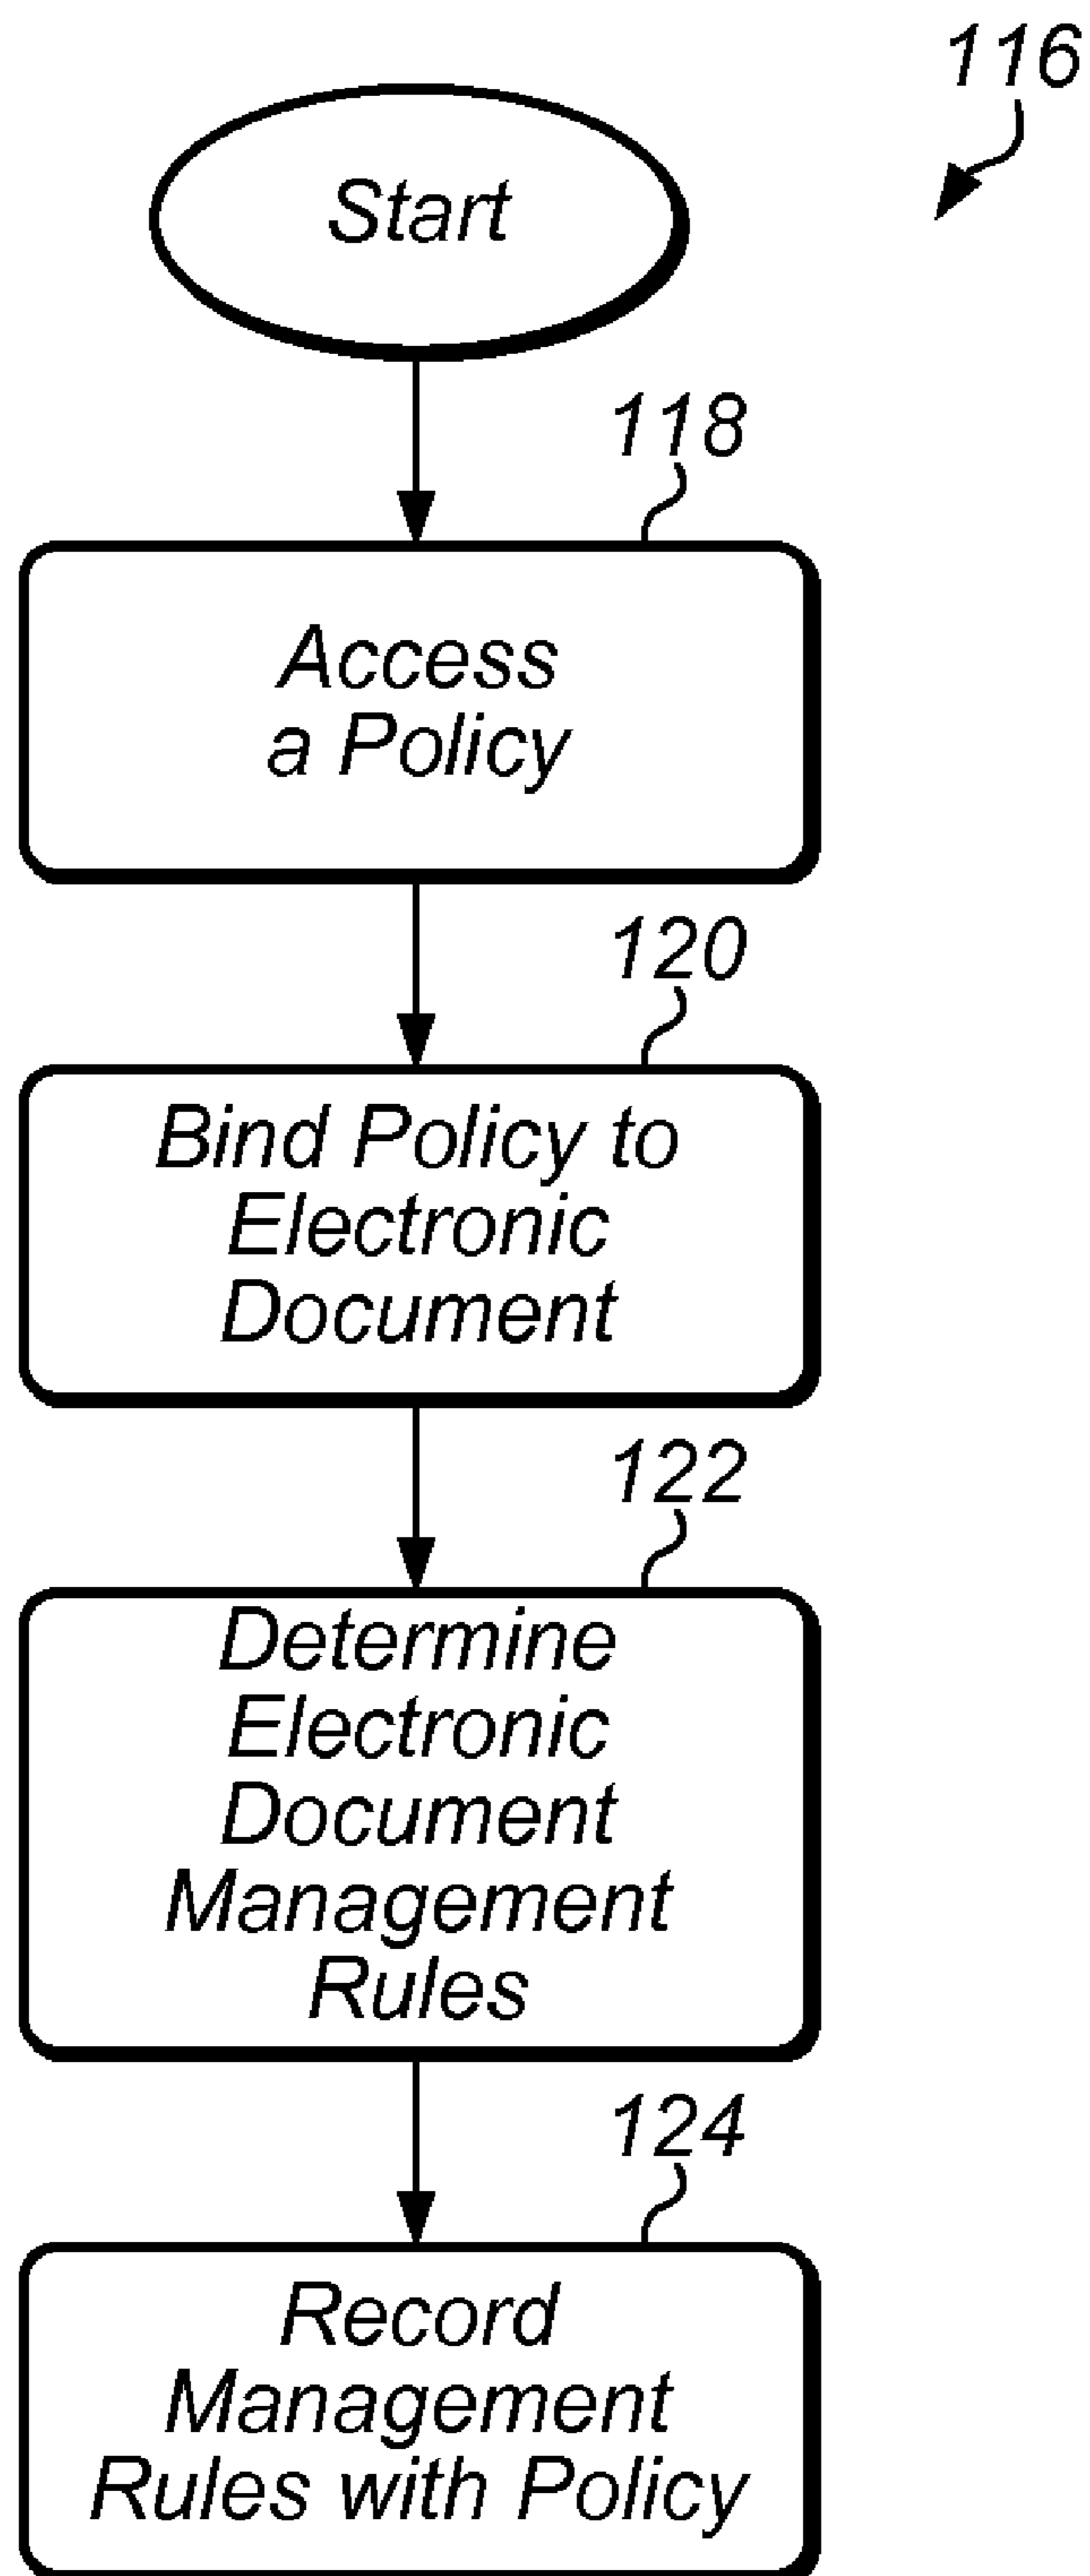 116
Start
118
Access
a Policy
120
Bind Policy to
Electronic
Document
122
Determine
Electronic
Document
Management
Rules
124
Record
Management
Rules with Policy